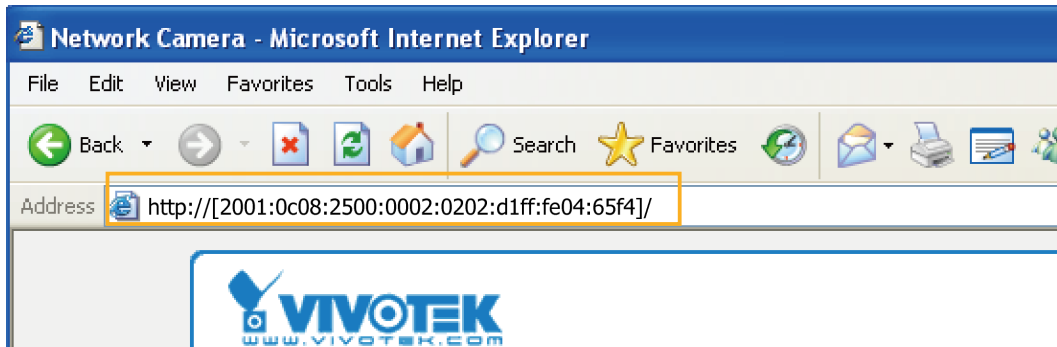 Network Camera - Microsoft Internet Explorer
File Edit View Favorites Tools Help
Back Search Favorites
Address http://[2001:0c08:2500:0002:0202:d1ff:fe04:65f4]/
VIVOTEK
www.vivotek.com